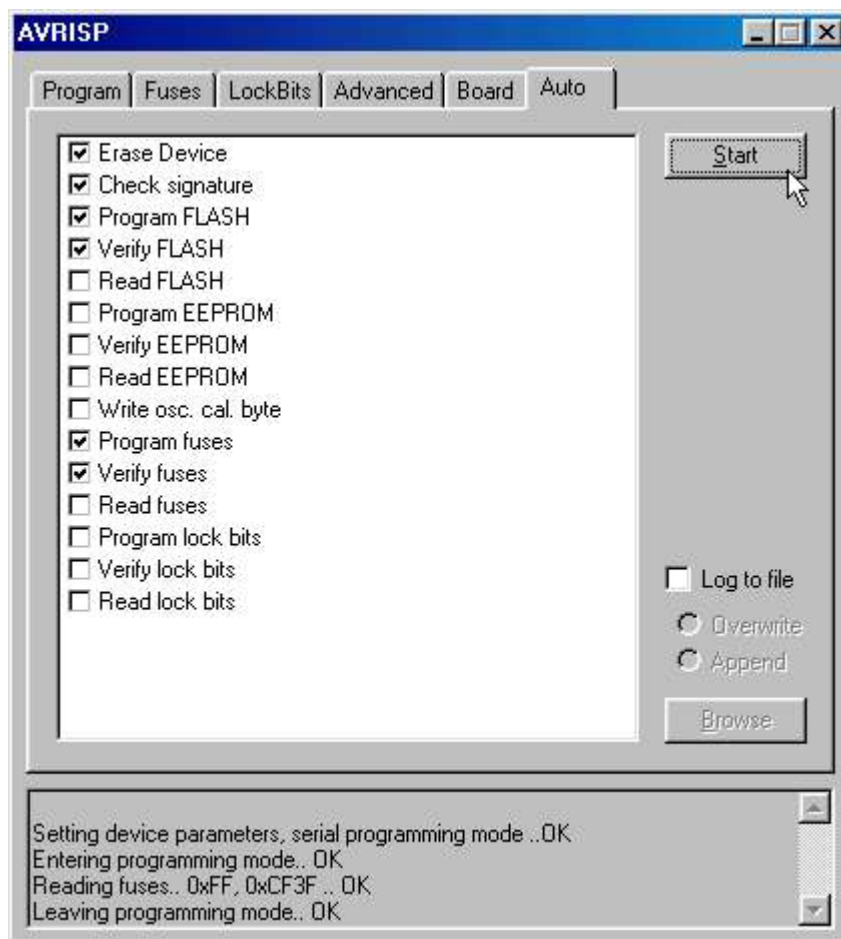 AVRISP
Program Fuses LockBits Advanced Board Auto
Erase Device
Check signature
Program FLASH
Verify FLASH
Read FLASH
Program EEPROM
Verify EEPROM
Read EEPROM
Write osc. cal. byte
Program fuses
Verify fuses
Read fuses
Program lock bits
Verify lock bits
Read lock bits
Start
Log to file
Overwrite
Append
Browse
Setting device parameters, serial programming mode ..OK
Entering programming mode.. OK
Reading fuses.. 0xFF, 0xCF3F .. OK
Leaving programming mode.. OK